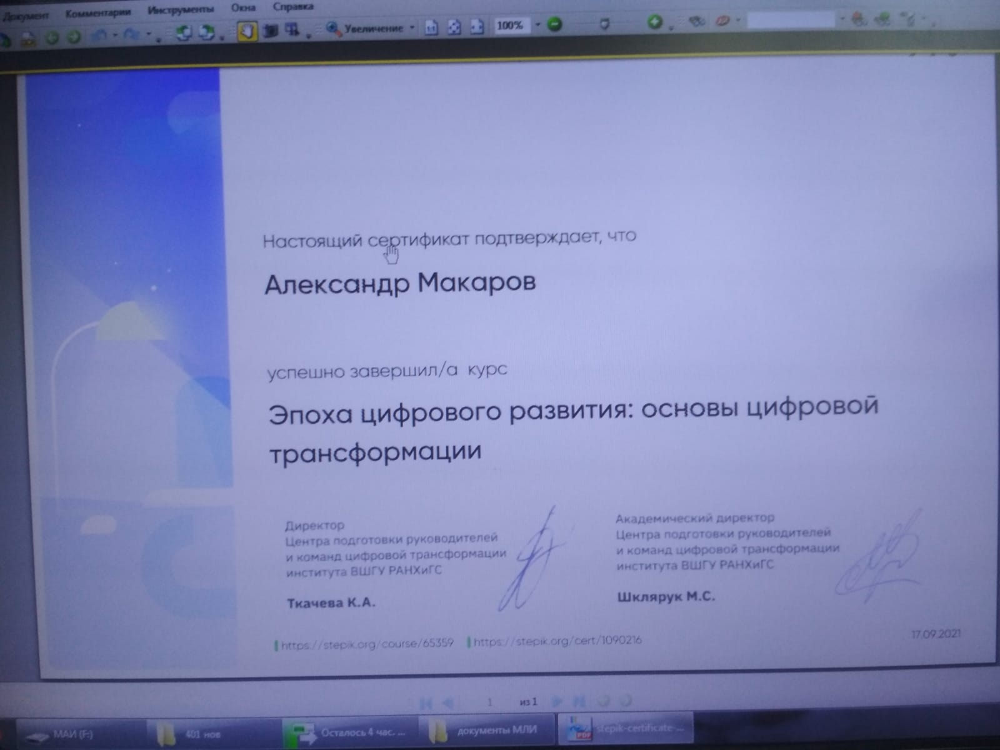 Документ Комментарии Инструменты Окна Справка
Увеличение 100%
Настоящий сертификат подтверждает, что
Александр Макаров
успешно завершил/а курс
Эпоха цифрового развития: основы цифровой
трансформации
Директор
Центра подготовки руководителей
и команд цифровой трансформации
института ВШГУ РАНХиГС
Ткачева К.А.
Академический директор
Центра подготовки руководителей
и команд цифровой трансформации
института ВШГУ РАНХиГС
Шклярук М.С.
https://stepik.org/course/65359 https://stepik.org/cert/1090216
17.09.2021
1 из 1
МАИ (F:) 401 нов Осталось 4 час. ... документы МЛИ stepik-certificate-...